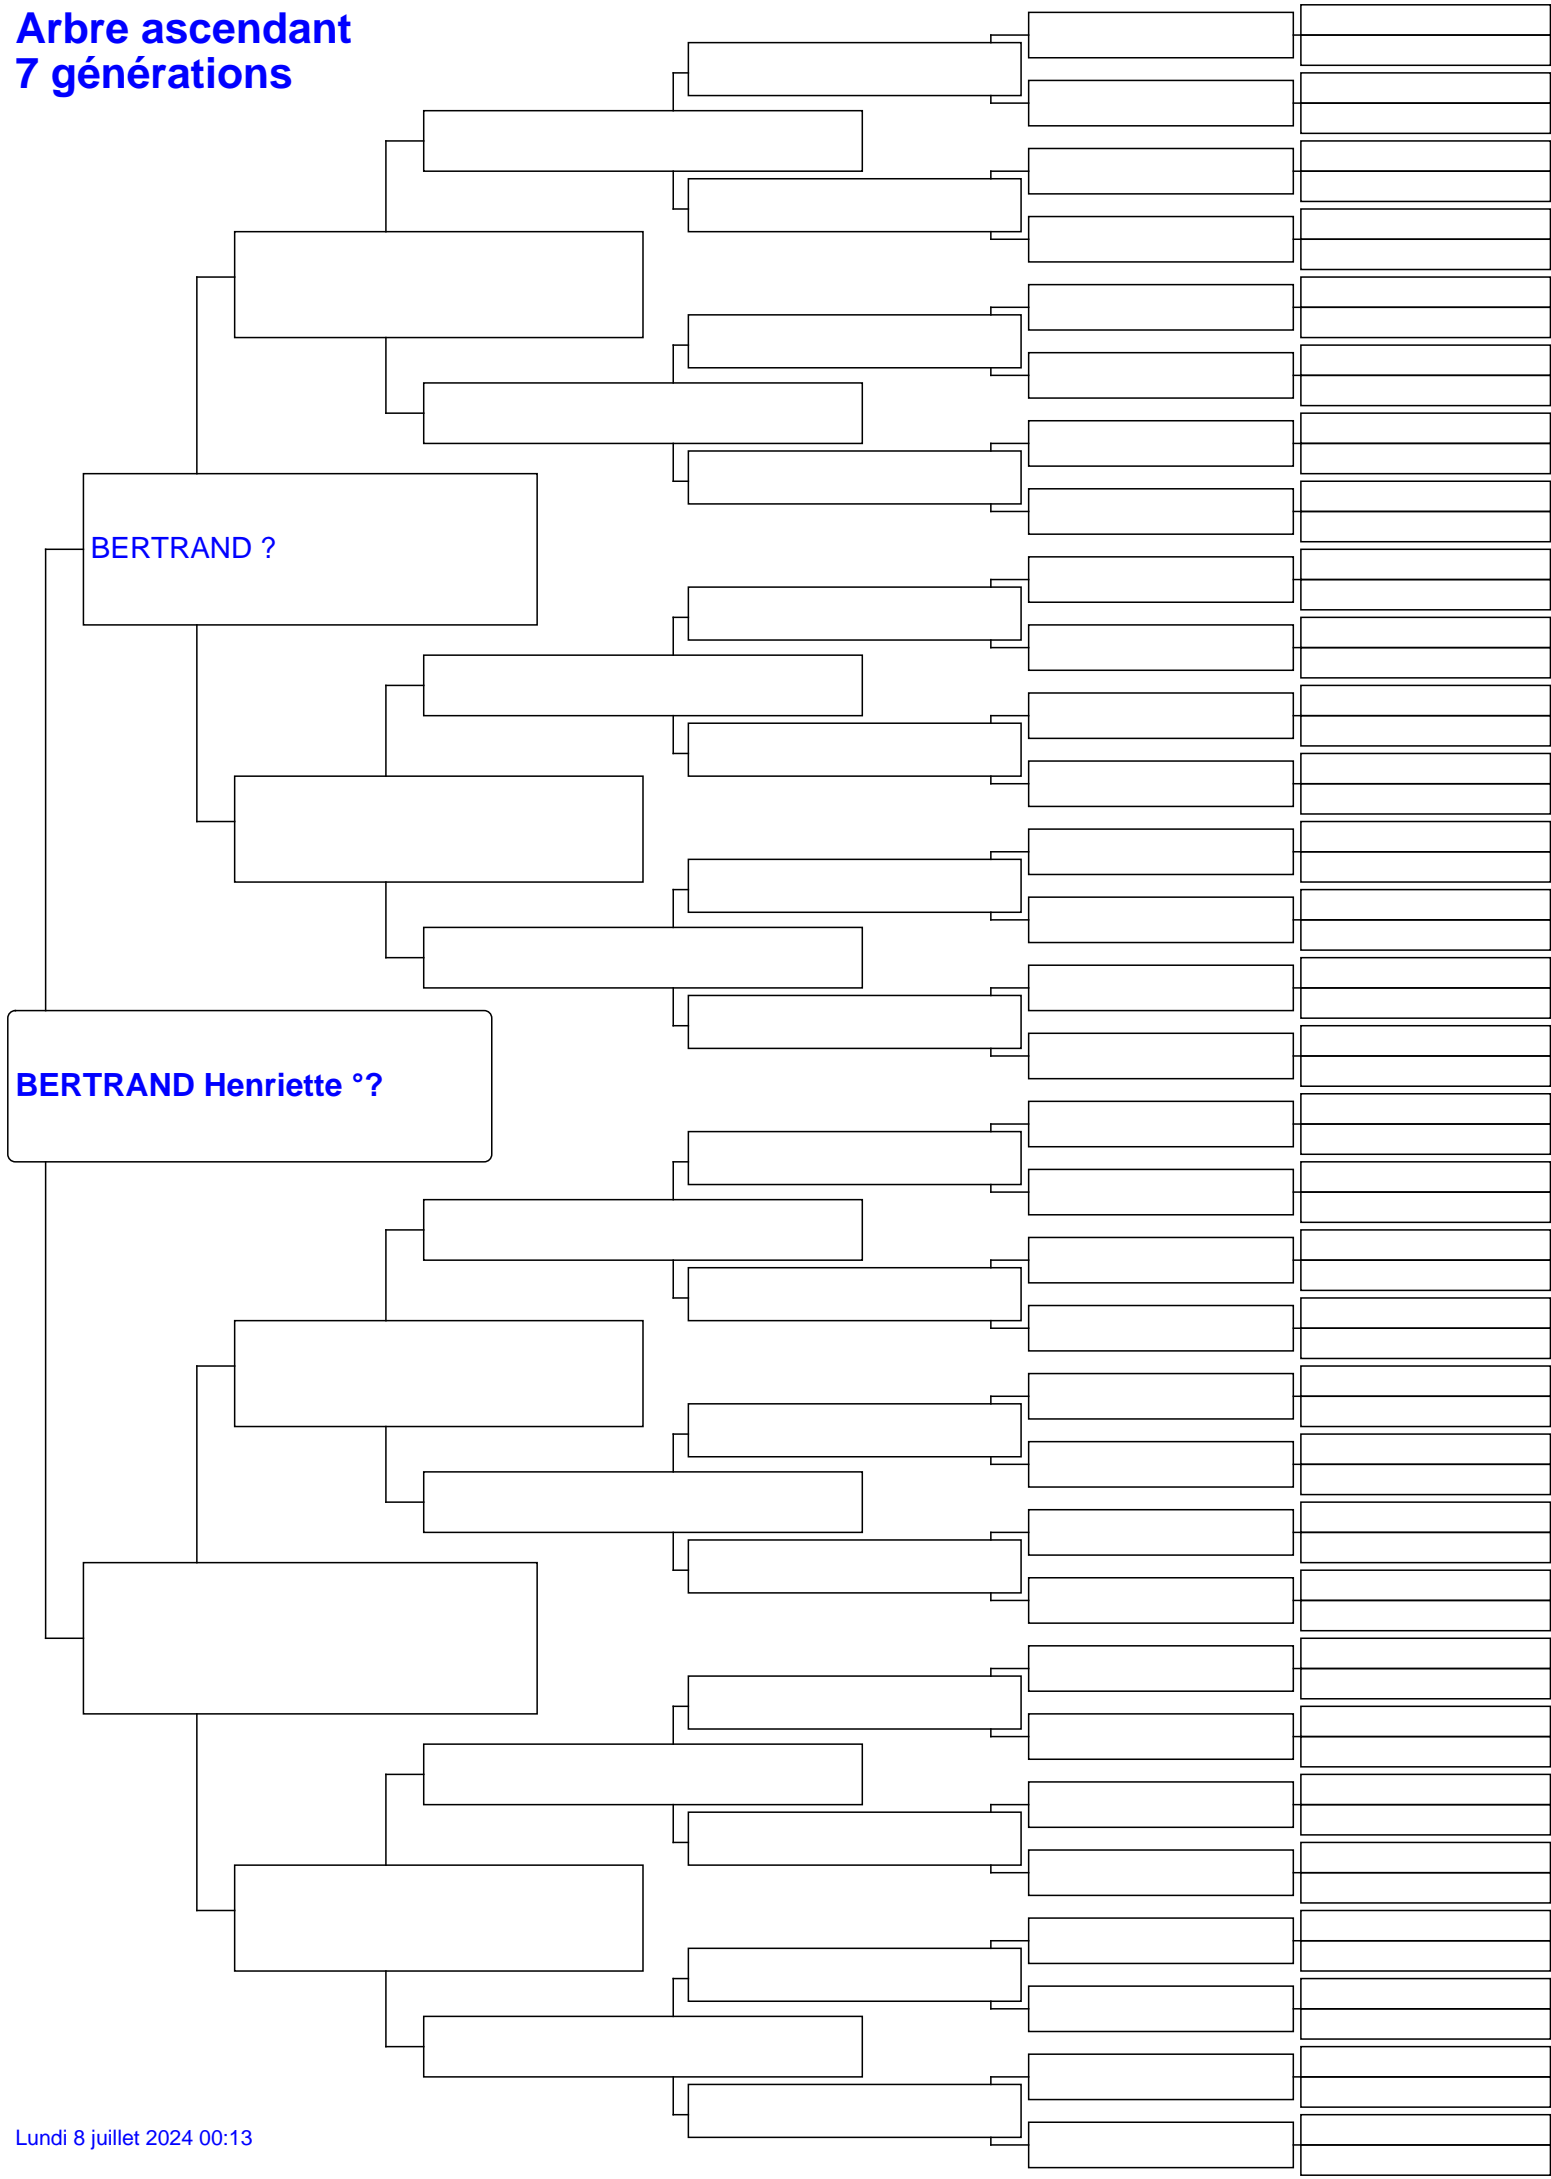 Arbre ascendant
7 générations
BERTRAND ?
BERTRAND Henriette °?
Lundi 8 juillet 2024 00:13